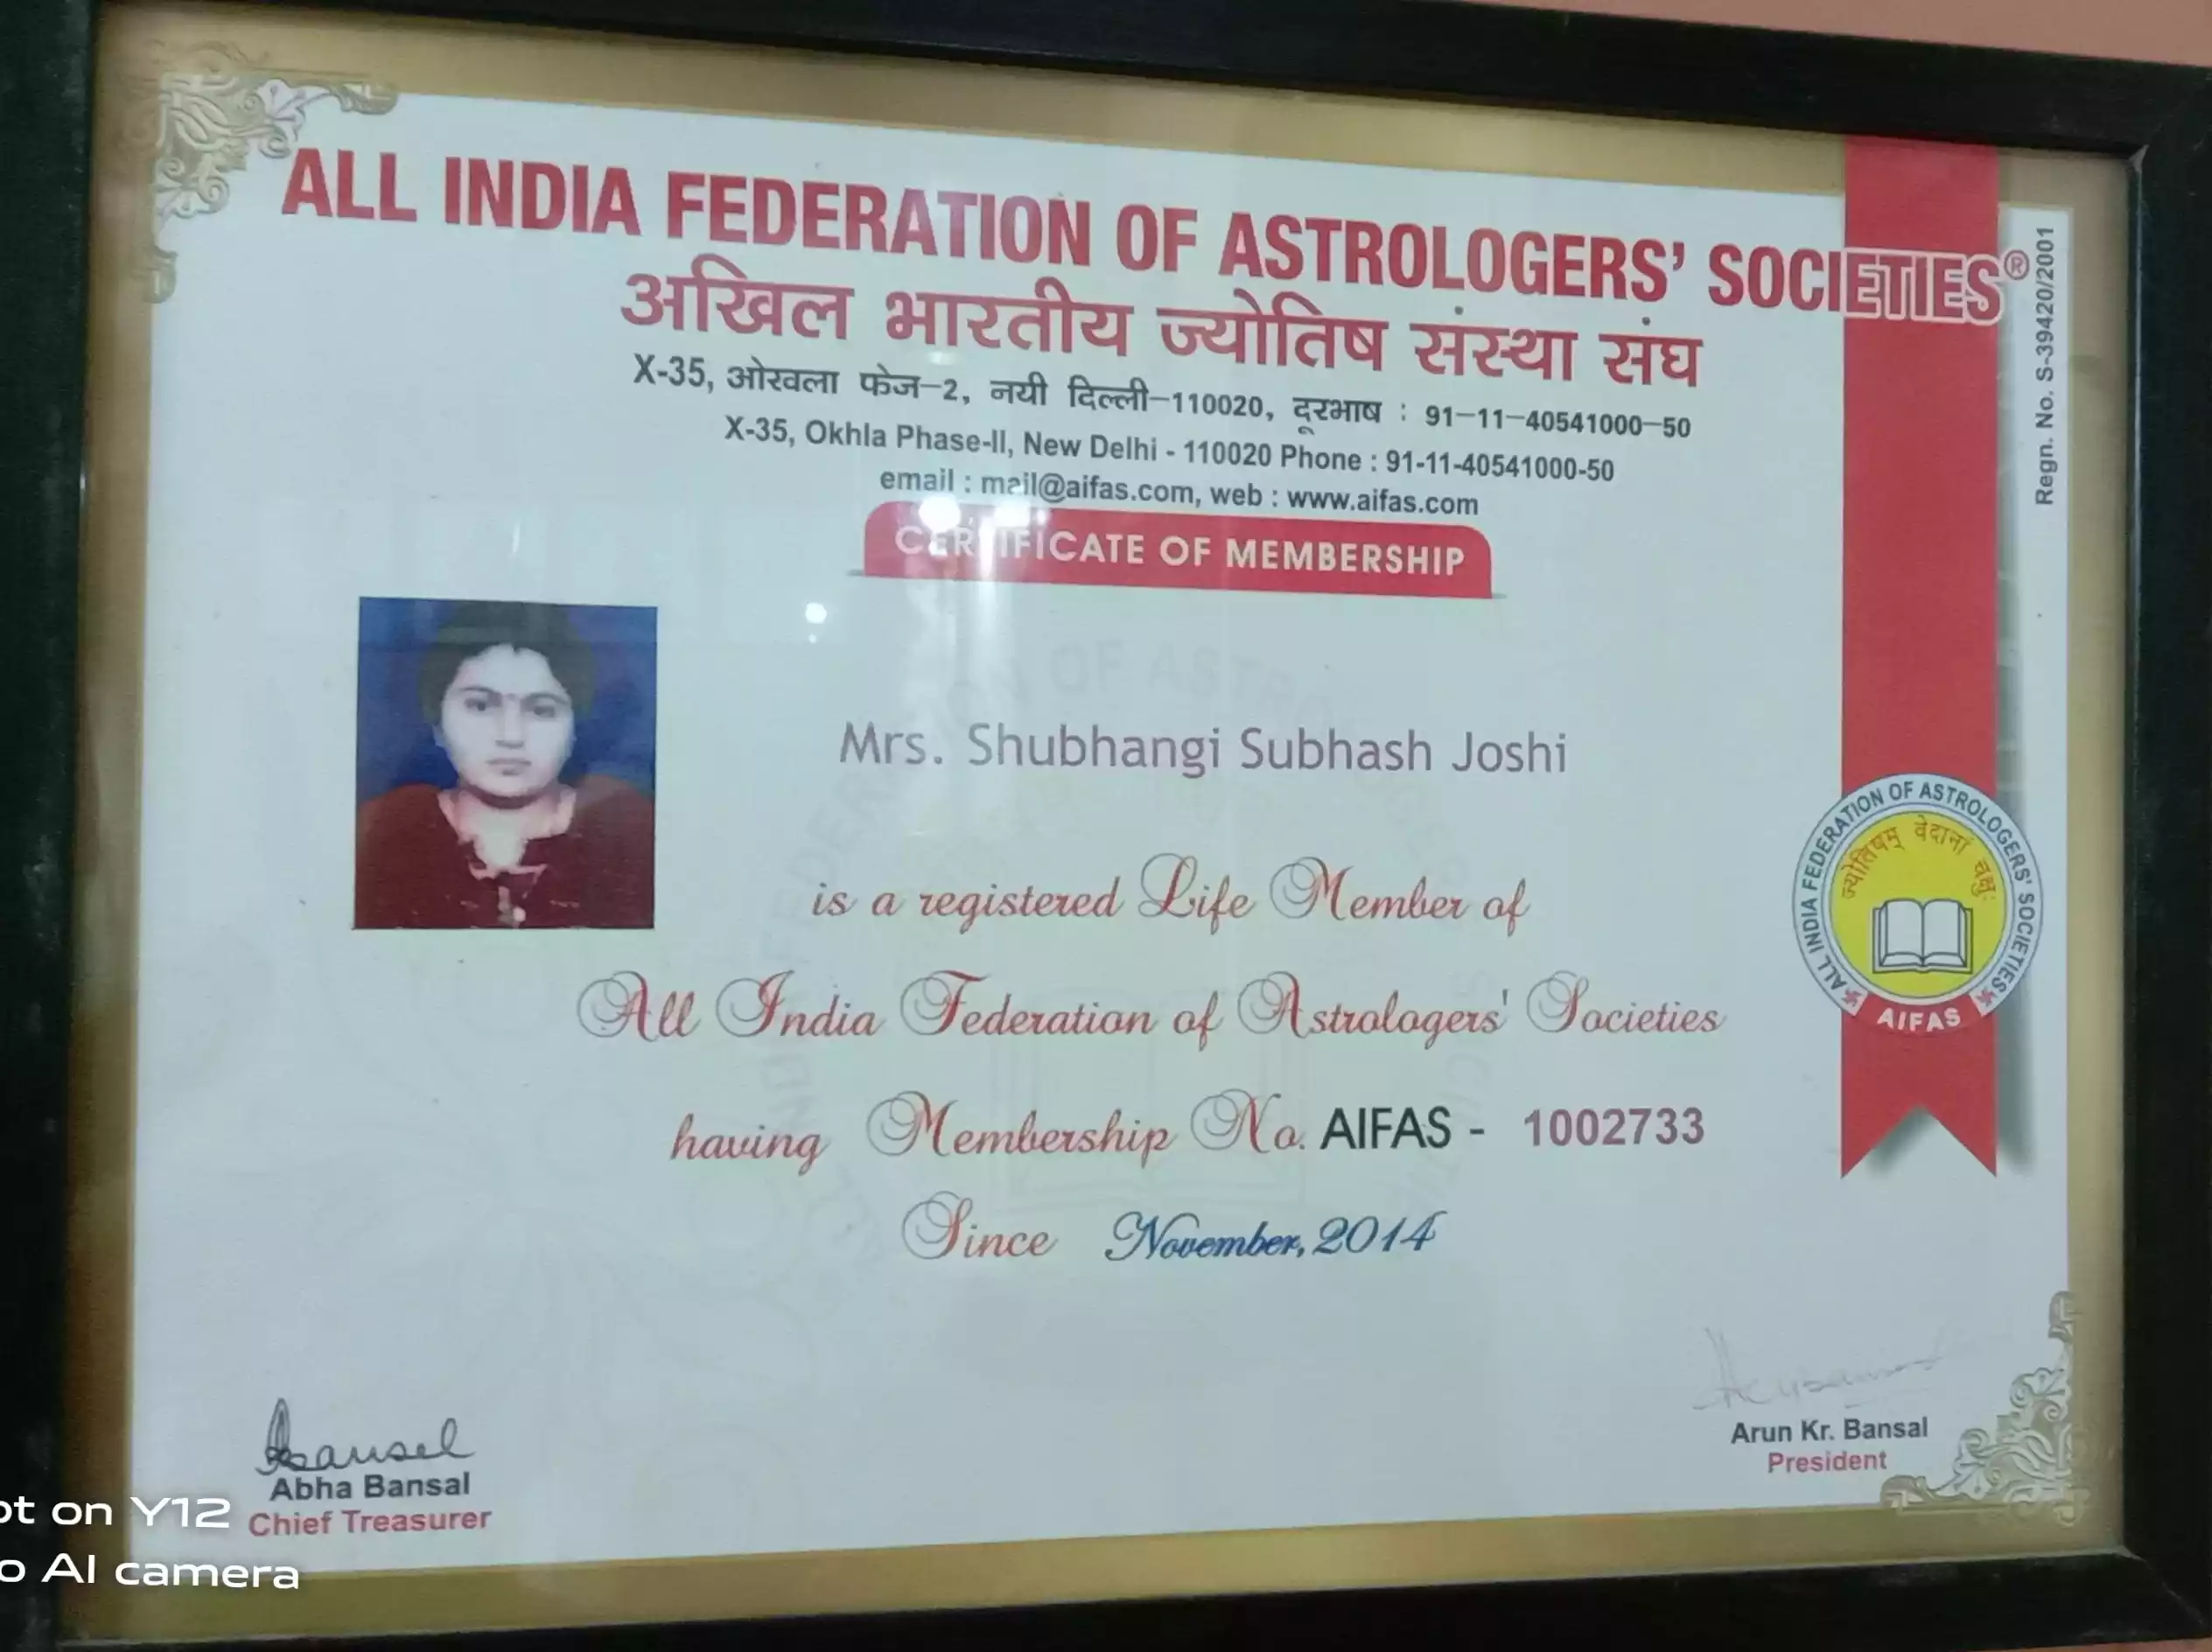 ALL INDIA FEDERATION OF ASTROLOGERS' SOCIETIES®
अखिल भारतीय ज्योतिष संस्था संघ
X-35, ओखला फेज-2, नयी दिल्ली-110020, दूरभाष : 91-11-40541000-50
X-35, Okhla Phase-II, New Delhi - 110020 Phone : 91-11-40541000-50
email : mail@aifas.com, web : www.aifas.com
Regn. No. S-39420/2001
CERTIFICATE OF MEMBERSHIP
Mrs. Shubhangi Subhash Joshi
is a registered Life Member of
All India Federation of Astrologers' Societies
having Membership No. AIFAS - 1002733
Since November, 2014
ALL INDIA FEDERATION OF ASTROLOGERS' SOCIETIES
ज्योतिषम् वेदाना चक्षुः
AIFAS
Bansal
Abha Bansal
Chief Treasurer
Arun Kr. Bansal
President
ot on Y12
o AI camera